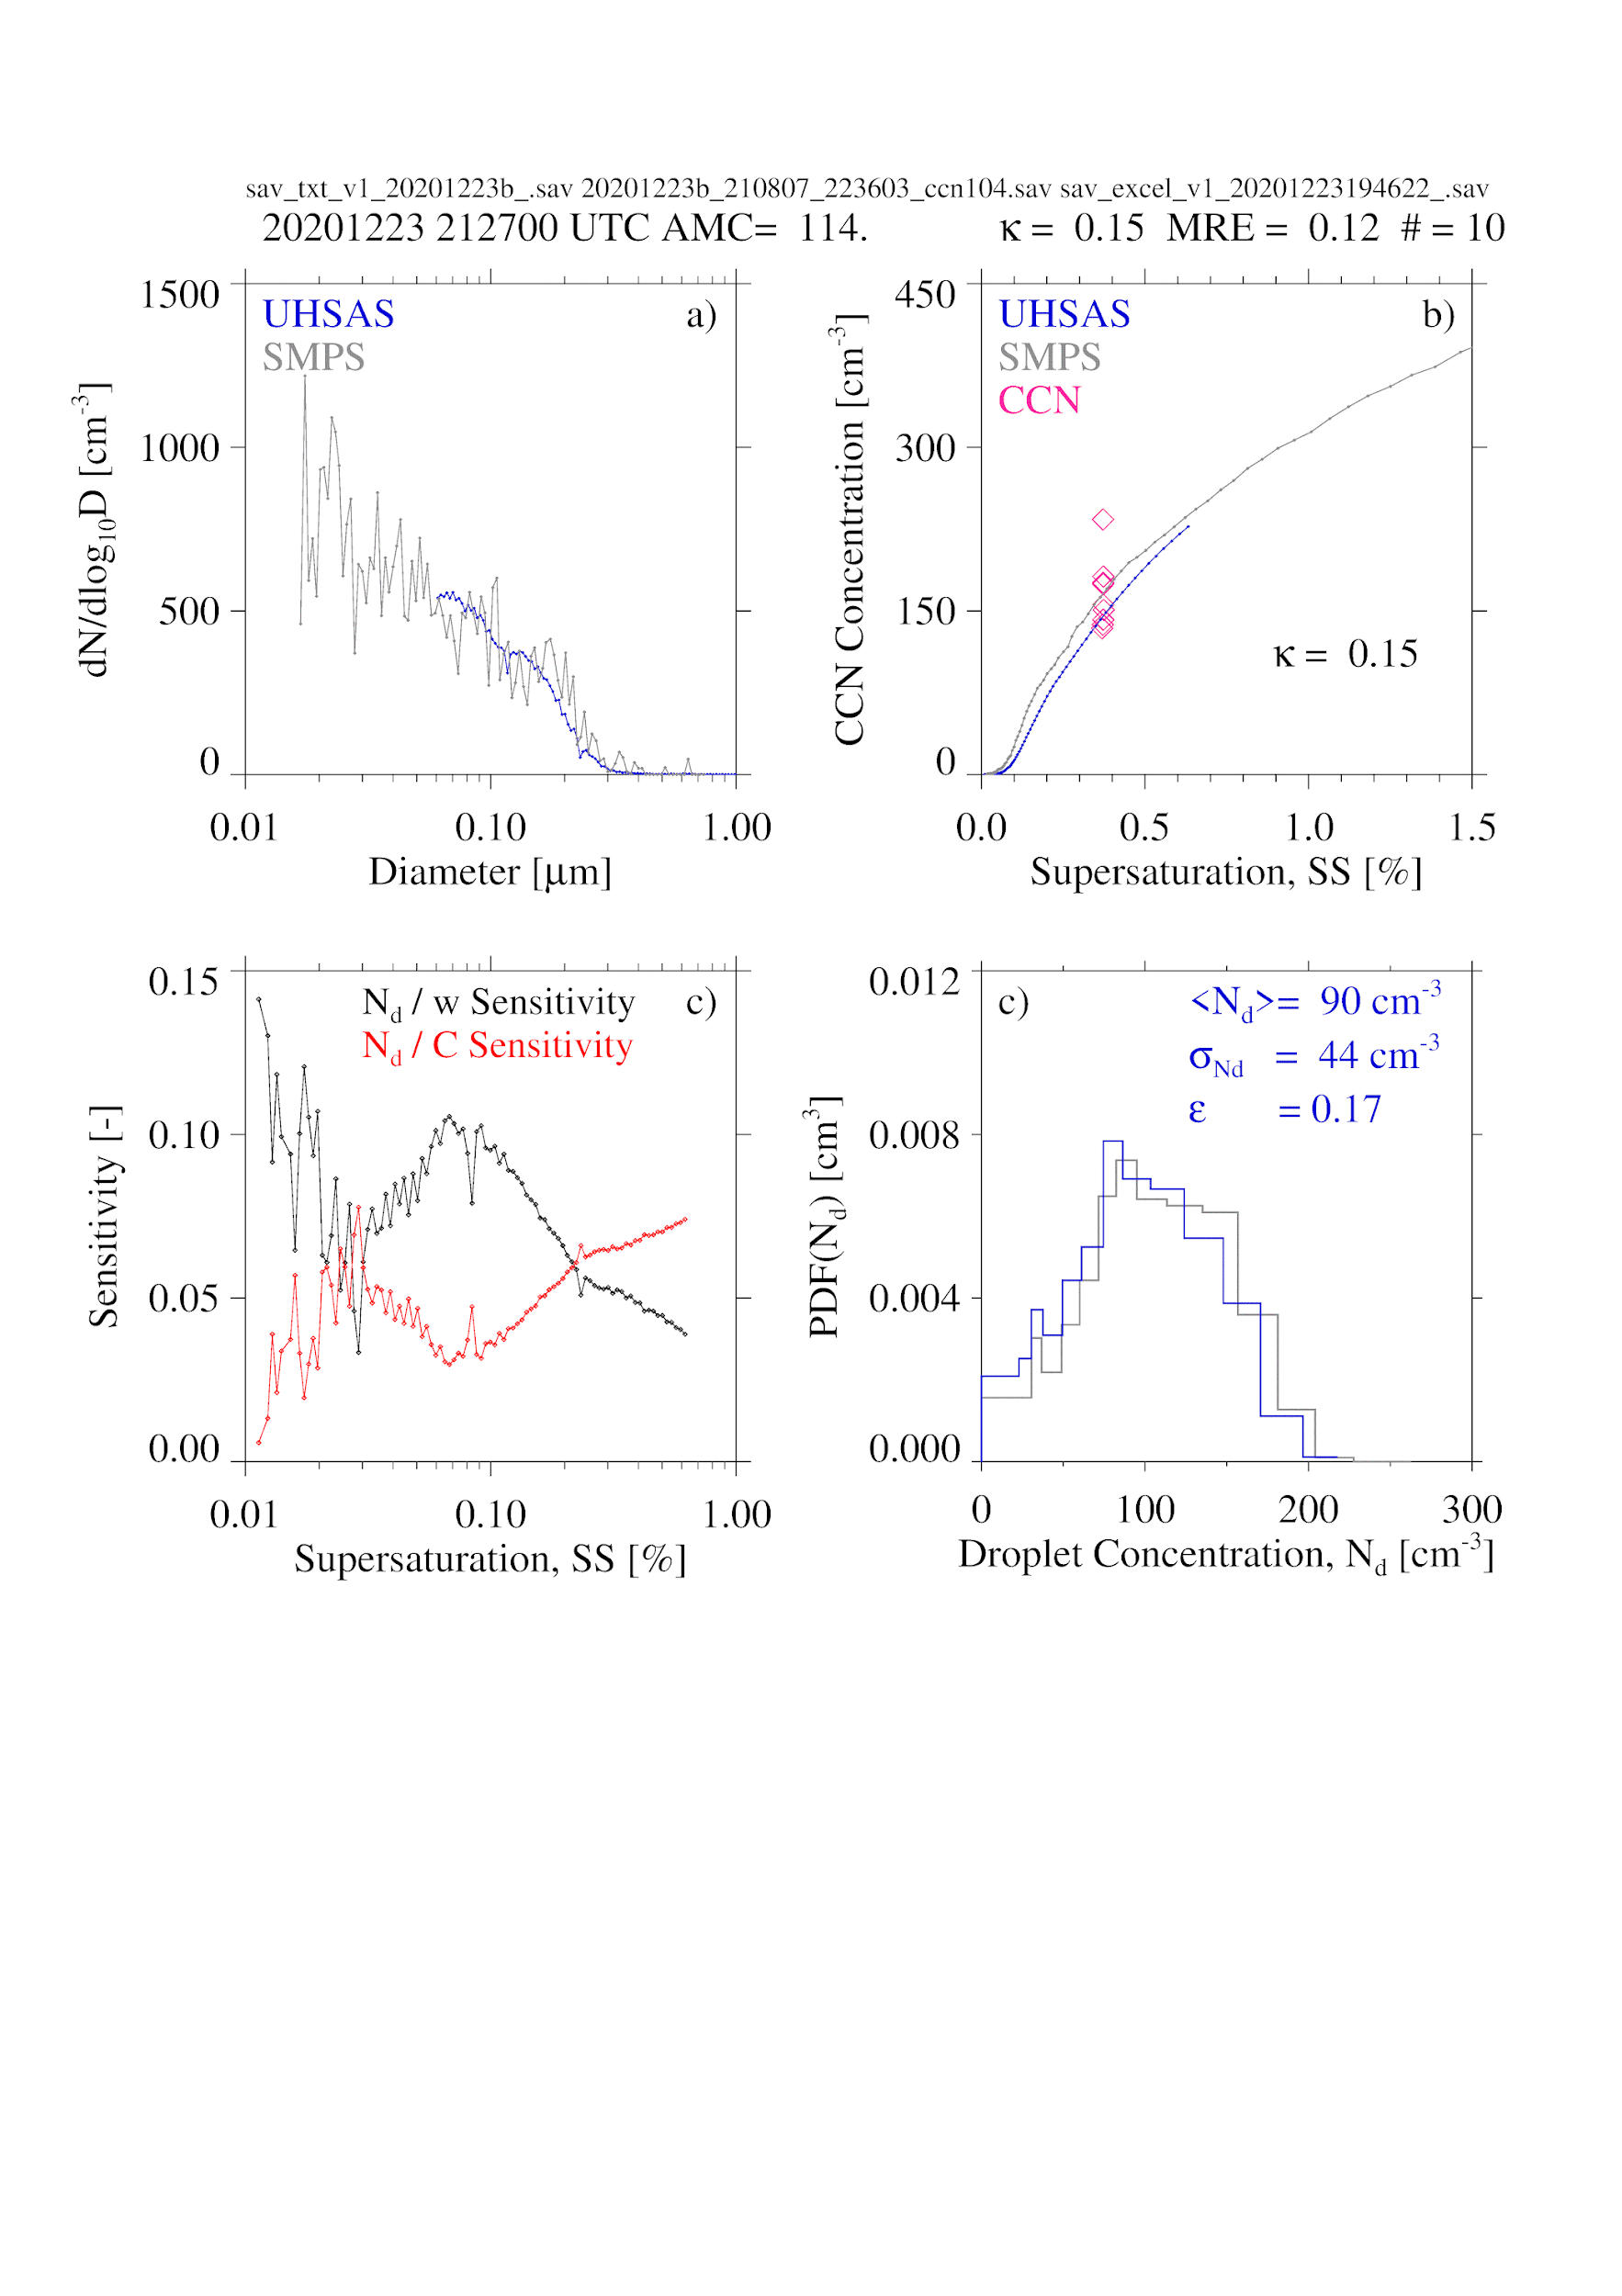 sav_txt_v1_20201223b_.sav 20201223b_210807_223603_ccn104.sav sav_excel_v1_20201223194622_.sav
20201223 212700 UTC AMC= 114.
κ = 0.15 MRE = 0.12 # = 10
1500
1000
500
0
dN/dlog10D [cm-3]
UHSAS
SMPS
a)
0.01 0.10 1.00
Diameter [μm]
450
300
150
0
CCN Concentration [cm-3]
UHSAS
SMPS
CCN
b)
κ = 0.15
0.0 0.5 1.0 1.5
Supersaturation, SS [%]
0.15
0.10
0.05
0.00
Sensitivity [-]
Nd / w Sensitivity
Nd / C Sensitivity
c)
0.01 0.10 1.00
Supersaturation, SS [%]
0.012
0.008
0.004
0.000
PDF(Nd) [cm3]
c)
<Nd>= 90 cm-3
σNd = 44 cm-3
ε = 0.17
0 100 200 300
Droplet Concentration, Nd [cm-3]